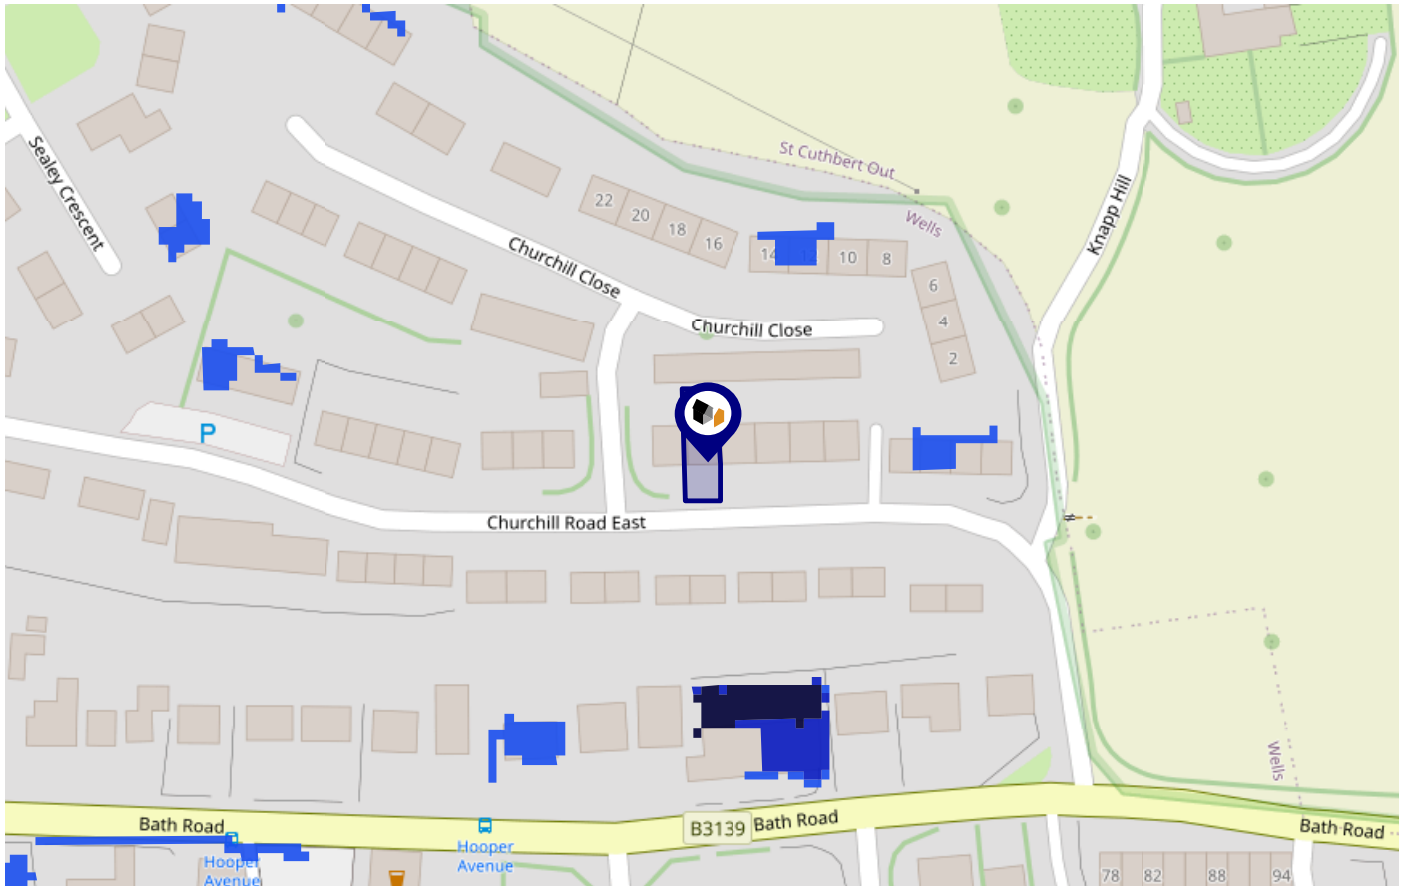 Sealey Crescent
St Cuthbert Out
Wells
Knapp Hill
22
20
18
16
14
12
10
8
6
4
2
Churchill Close
Churchill Close
P
Churchill Road East
Wells
Bath Road
B3139
Bath Road
Bath Road
Hooper
Avenue
Hooper
Avenue
78
82
88
94